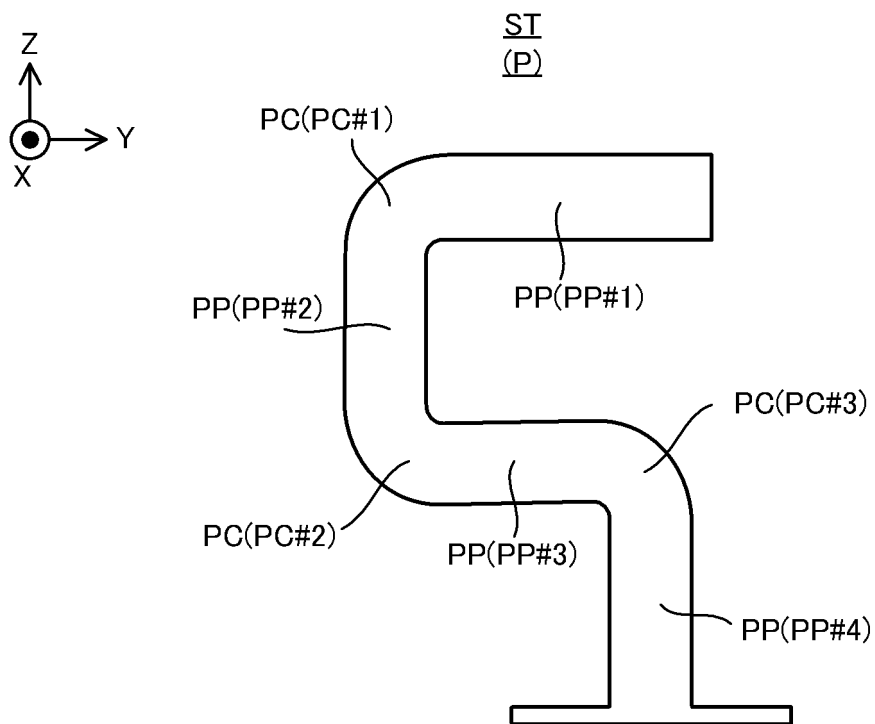 ST
(P)
Z
Y
X
PC(PC#1)
PP(PP#1)
PP(PP#2)
PC(PC#3)
PC(PC#2)
PP(PP#3)
PP(PP#4)